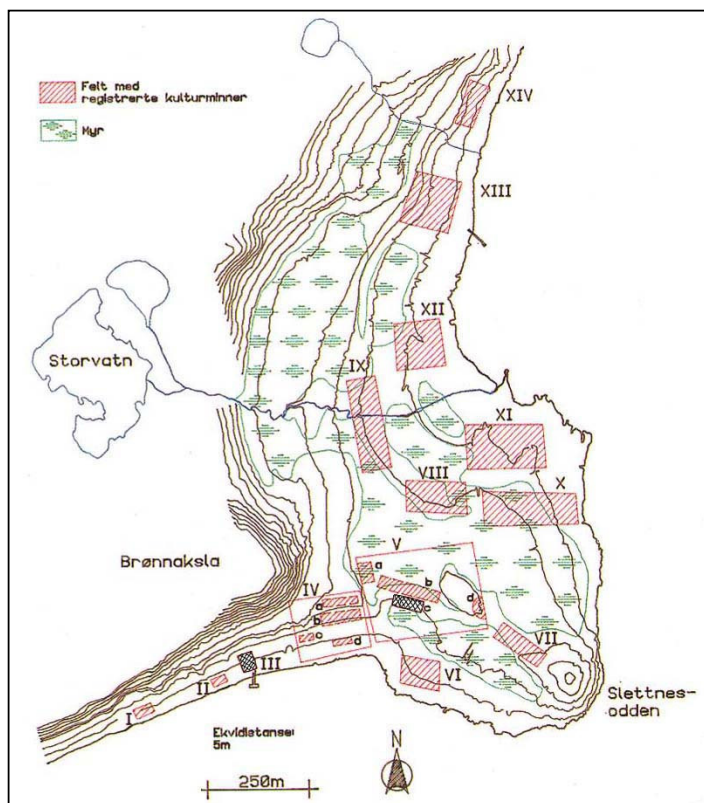 Felt med
registrerte kulturminner
Myr
XIV
XIII
XII
Storvatn
IX
XI
VIII
X
Brønnaksla
V
a
b
IV
a
c
d
b
VII
c
d
III
II
VI
I
Slettnes-
odden
Ekvidistanse:
5m
N
250m